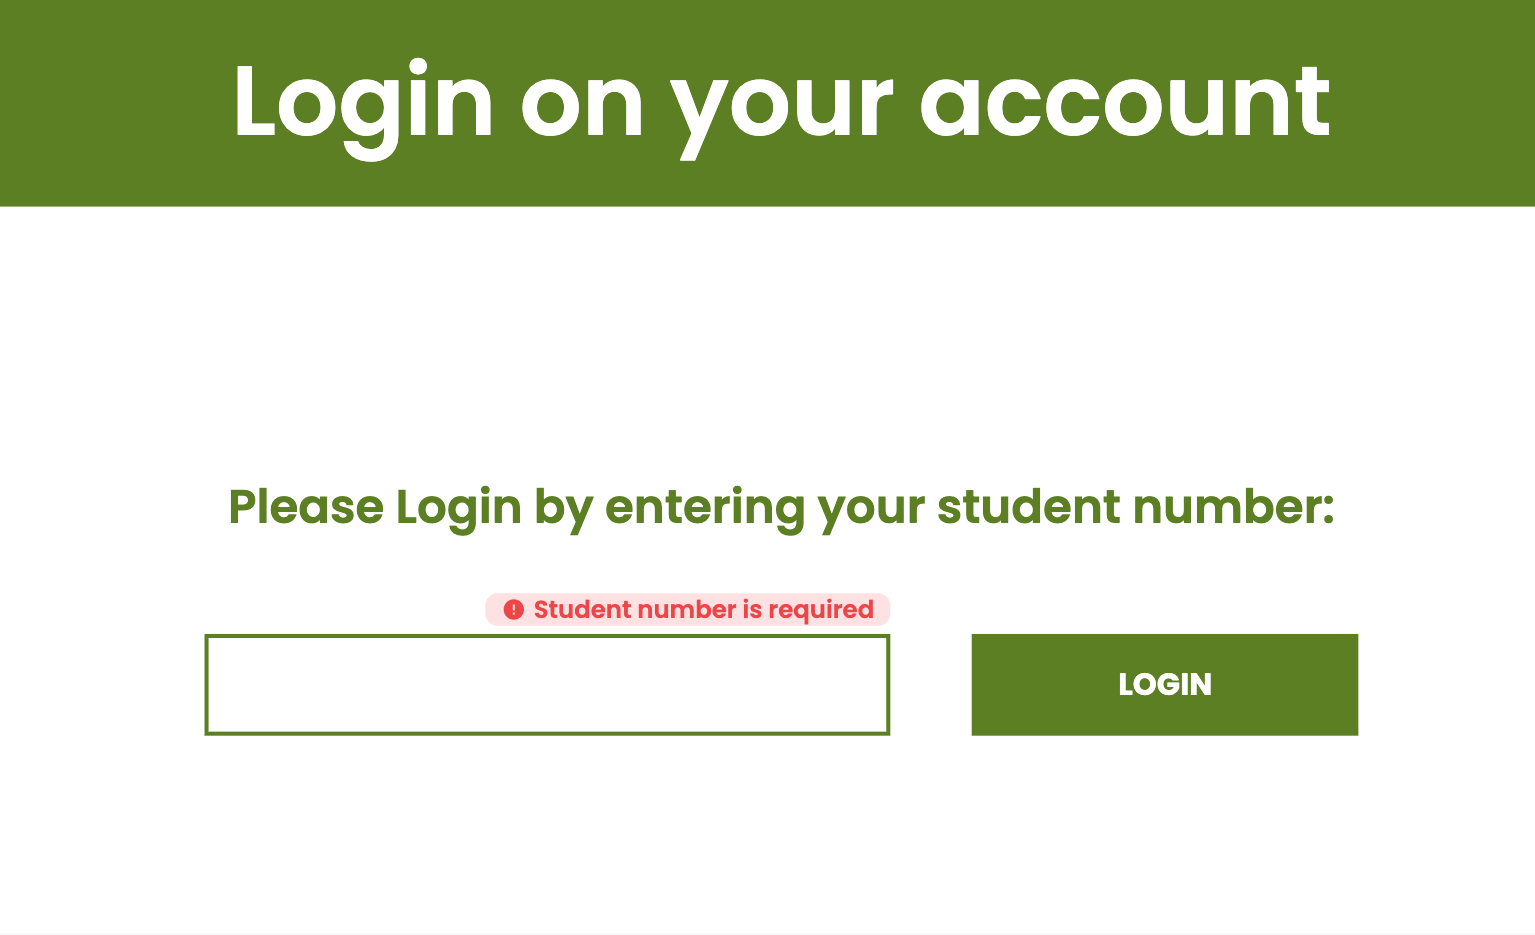 Login on your account
Please Login by entering your student number:
Student number is required
LOGIN